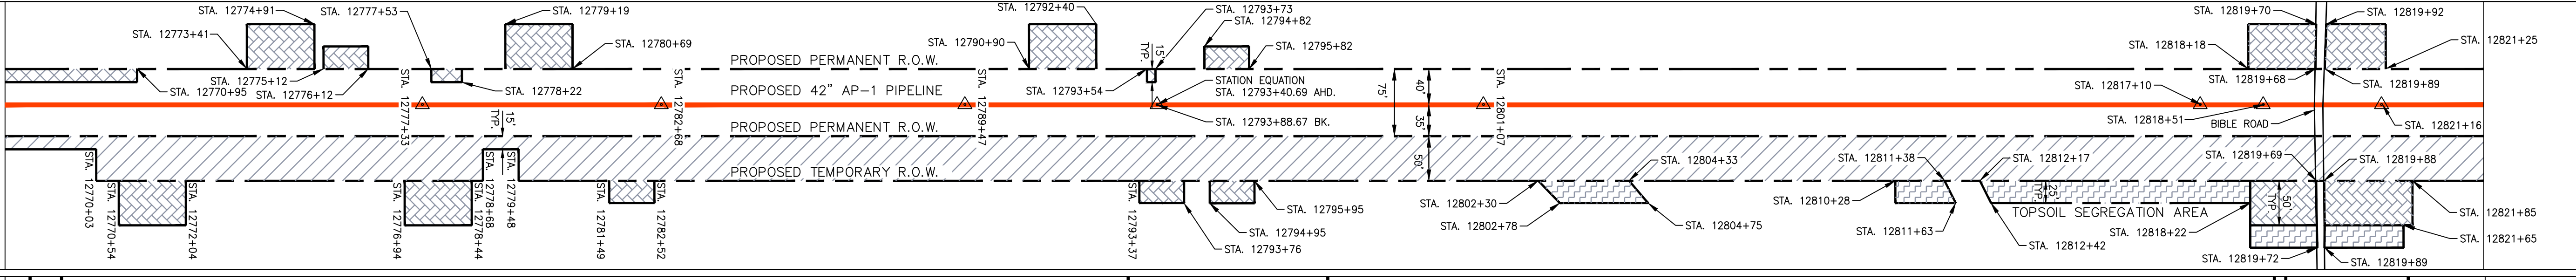 STA. 12774+91
STA. 12777+53
STA. 12779+19
STA. 12792+40
STA. 12793+73
STA. 12794+82
STA. 12819+70
STA. 12819+92
STA. 12773+41
STA. 12780+69
STA. 12790+90
15'
TYP.
STA. 12795+82
STA. 12818+18
STA. 12821+25
PROPOSED PERMANENT R.O.W.
STA. 12775+12
STA. 12770+95
STA. 12776+12
STA. 12777+33
STA. 12778+22
STA. 12782+68
PROPOSED 42" AP-1 PIPELINE
STA. 12789+47
STA. 12793+54
STATION EQUATION
STA. 12793+40.69 AHD.
STA. 12793+88.67 BK.
75'
40'
35'
50'
STA. 12801+07
STA. 12817+10
STA. 12819+68
STA. 12819+89
STA. 12818+51
BIBLE ROAD
STA. 12821+16
15'
TYP.
PROPOSED PERMANENT R.O.W.
PROPOSED TEMPORARY R.O.W.
STA. 12770+03
STA. 12770+54
STA. 12772+04
STA. 12776+94
STA. 12778+44
STA. 12778+68
STA. 12779+48
STA. 12781+49
STA. 12782+52
STA. 12793+37
STA. 12793+76
STA. 12794+95
STA. 12795+95
STA. 12802+30
STA. 12802+78
STA. 12804+33
STA. 12804+75
STA. 12810+28
STA. 12811+38
STA. 12811+63
STA. 12812+17
STA. 12812+42
25'
TYP.
TOPSOIL SEGREGATION AREA
STA. 12818+22
STA. 12819+69
STA. 12819+88
50'
TYP.
STA. 12821+85
STA. 12821+65
STA. 12819+72
STA. 12819+89